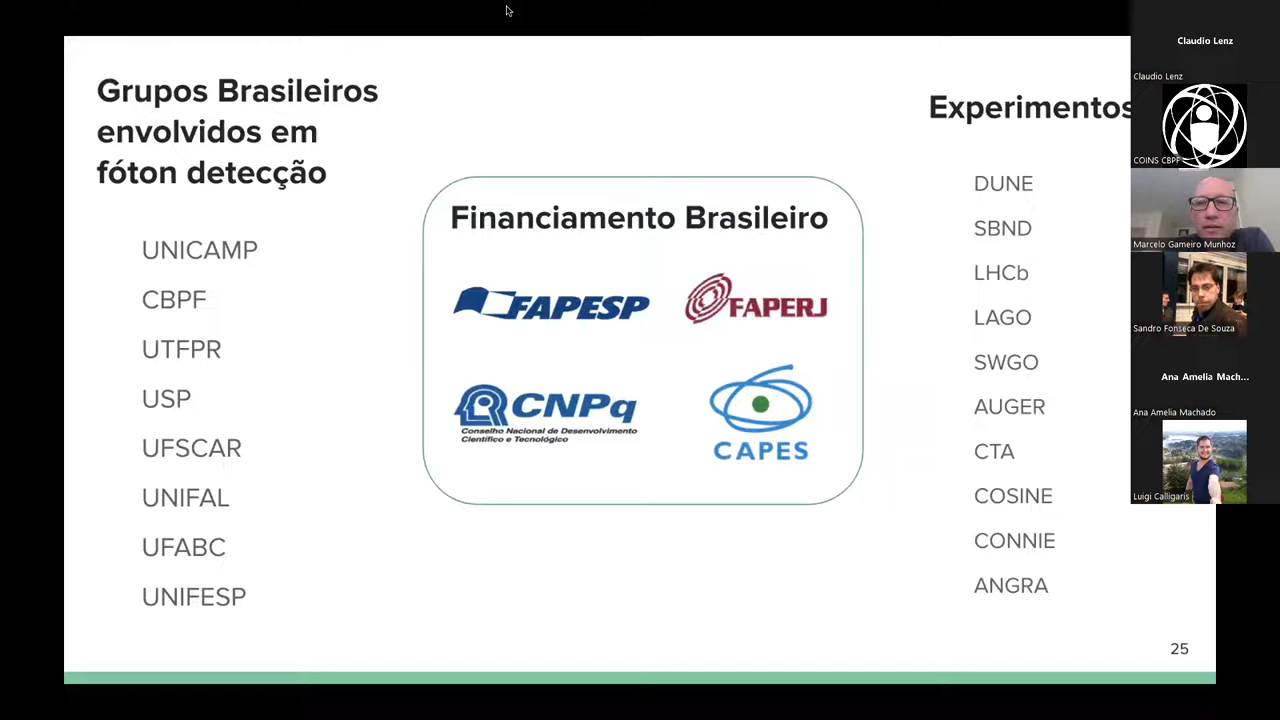 Grupos Brasileiros
envolvidos em
fóton detecção
UNICAMP
CBPF
UTFPR
USP
UFSCAR
UNIFAL
UFABC
UNIFESP
Financiamento Brasileiro
FAPESP
FAPERJ
CNPq
Conselho Nacional de Desenvolvimento
Científico e Tecnológico
CAPES
Experimentos
DUNE
SBND
LHCb
LAGO
SWGO
AUGER
CTA
COSINE
CONNIE
ANGRA
25
Claudio Lenz
Claudio Lenz
COINS CBPF
Marcelo Gameiro Munhoz
Sandro Fonseca De Souza
Ana Amelia Mach...
Ana Amelia Machado
Luigi Calligaris